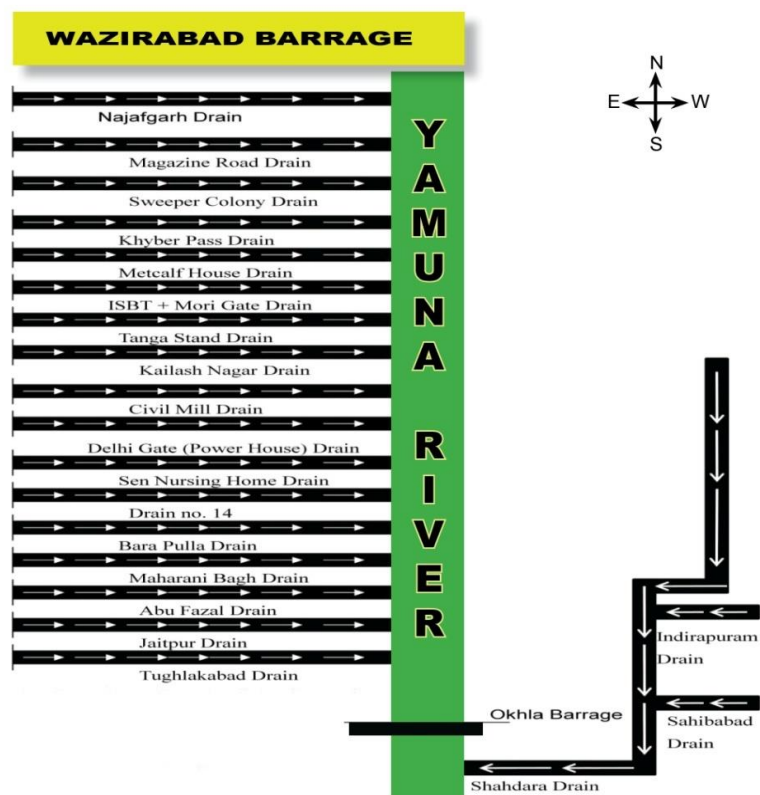 WAZIRABAD BARRAGE
N
E W
S
Najafgarh Drain
Magazine Road Drain
Sweeper Colony Drain
Khyber Pass Drain
Metcalf House Drain
ISBT + Mori Gate Drain
Tanga Stand Drain
Kailash Nagar Drain
Civil Mill Drain
Delhi Gate (Power House) Drain
Sen Nursing Home Drain
Drain no. 14
Bara Pulla Drain
Maharani Bagh Drain
Abu Fazal Drain
Jaitpur Drain
Tughlakabad Drain
YAMUNA RIVER
Indirapuram
Drain
Sahibabad
Drain
Okhla Barrage
Shahdara Drain